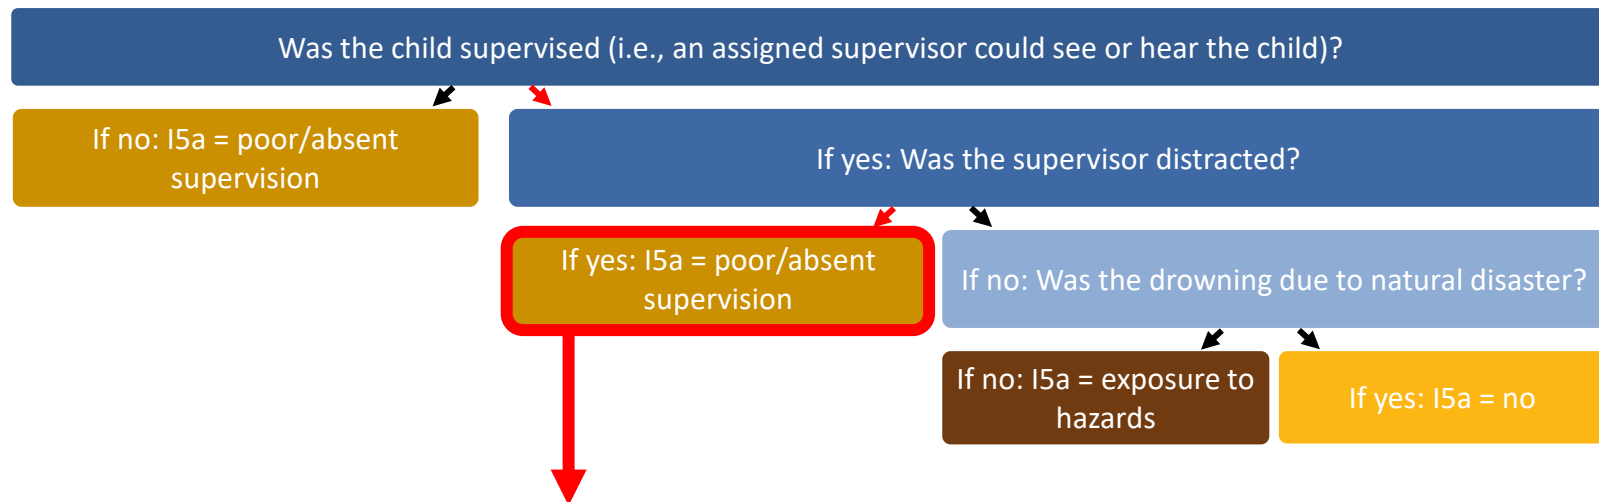 Was the child supervised (i.e., an assigned supervisor could see or hear the child)?
If no: I5a = poor/absent
supervision
If yes: Was the supervisor distracted?
If yes: I5a = poor/absent
supervision
If no: Was the drowning due to natural disaster?
If no: I5a = exposure to
hazards
If yes: I5a = no